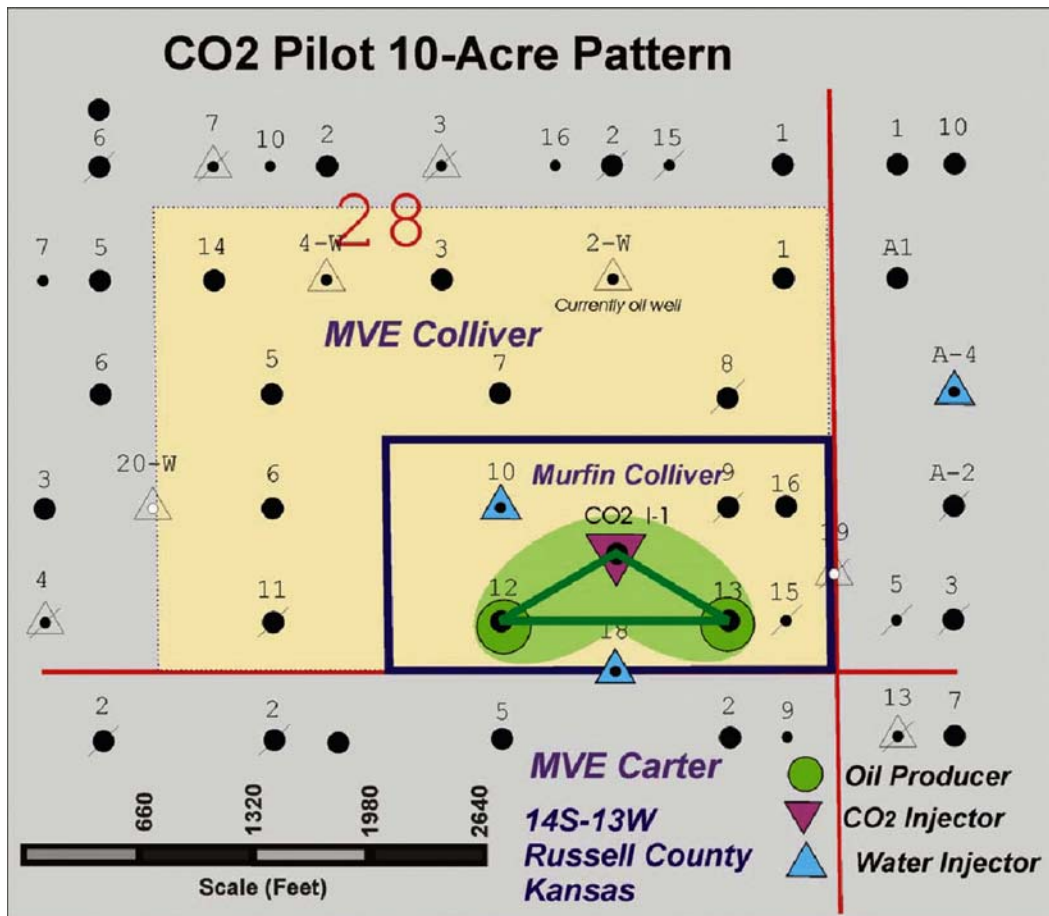 CO2 Pilot 10-Acre Pattern
6 7 10 2 3 16 2 15 1 1 10
28
7 5 14 4-W 3 2-W 1 A1
Currently oil well
MVE Colliver
6 5 7 8 A-4
3 20-W 6 10 Murfin Colliver 9 16 A-2
CO2 I-1
19
4 11 12 13 15 5 3
18
2 2 5 2 9 13 7
MVE Carter
Oil Producer
14S-13W
CO2 Injector
Russell County
Water Injector
Kansas
660 1320 1980 2640
Scale (Feet)